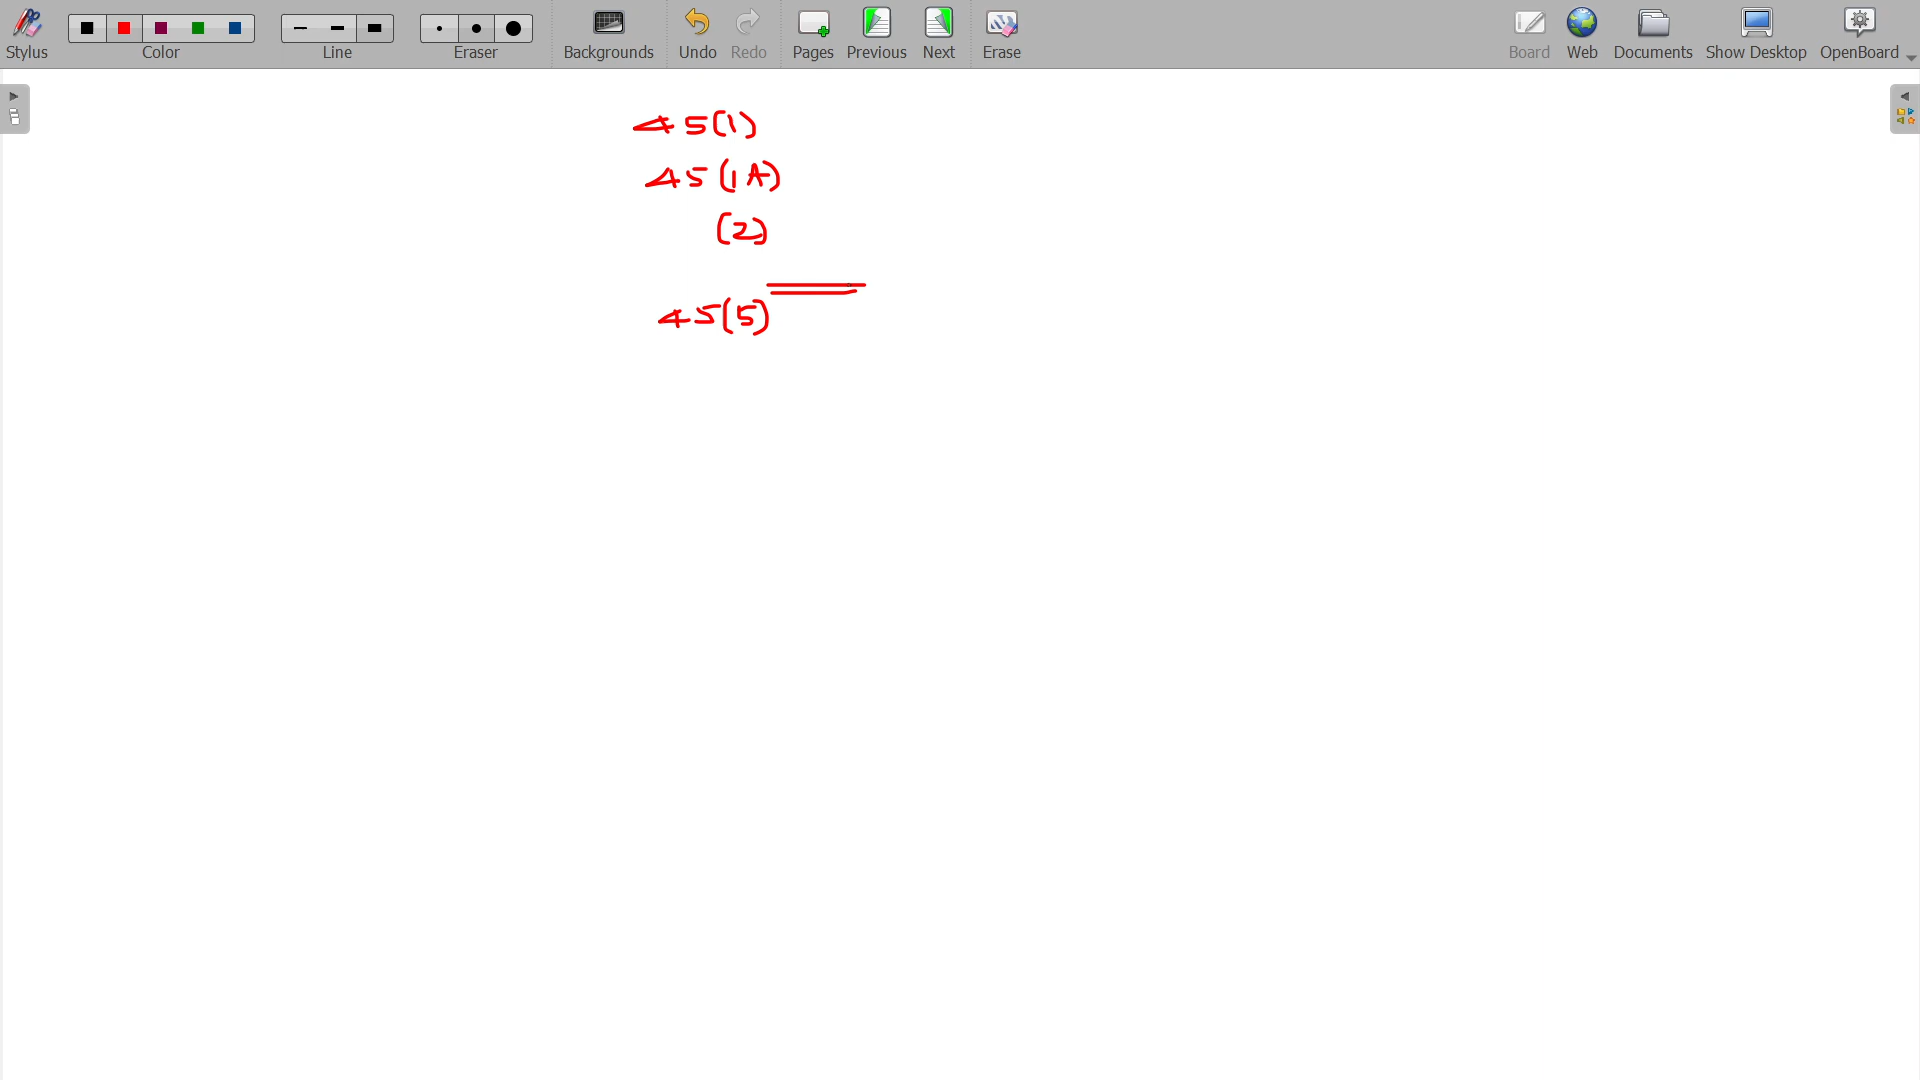 Stylus Color Line Eraser Backgrounds Undo Redo Pages Previous Next Erase Board Web Documents Show Desktop OpenBoard
45(1)
45(1A)
(2)
45(5)